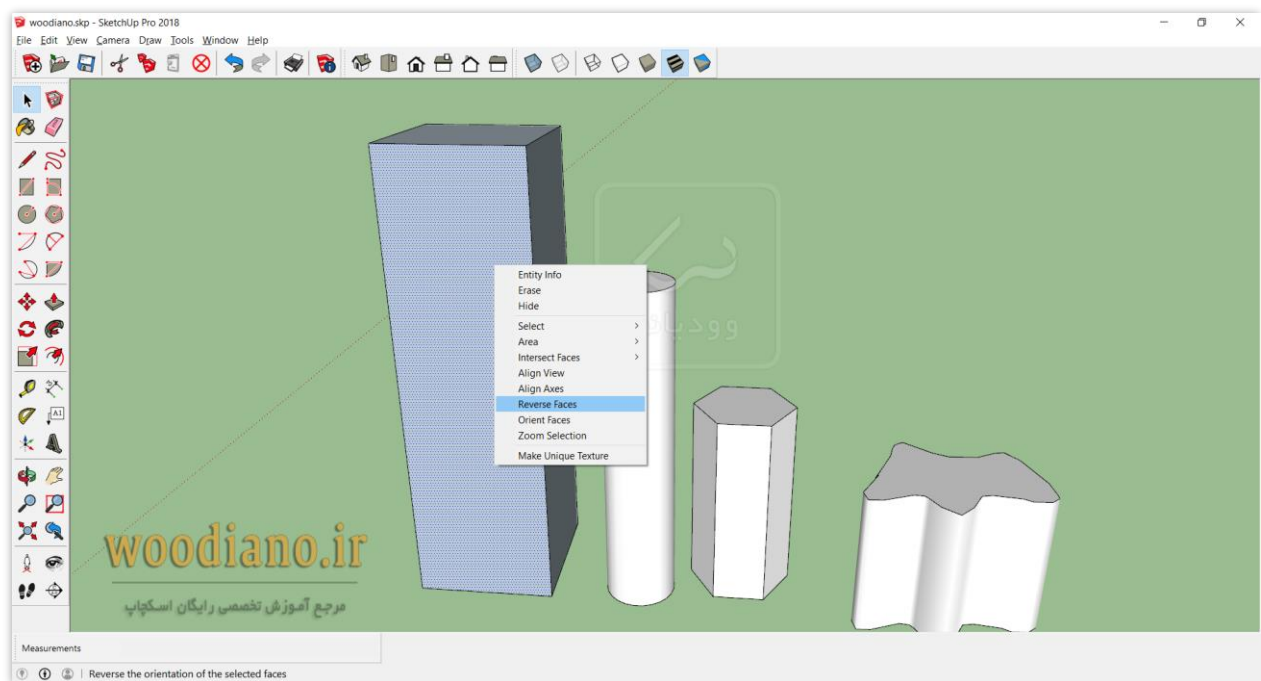 woodiano.skp - SketchUp Pro 2018
File Edit View Camera Draw Tools Window Help
A1
Entity Info
Erase
Hide
Select
Area
Intersect Faces
Align View
Align Axes
Reverse Faces
Orient Faces
Zoom Selection
Make Unique Texture
woodiano.ir
مرجع آموزش تخصصی رایگان اسکچاپ
Measurements
Reverse the orientation of the selected faces